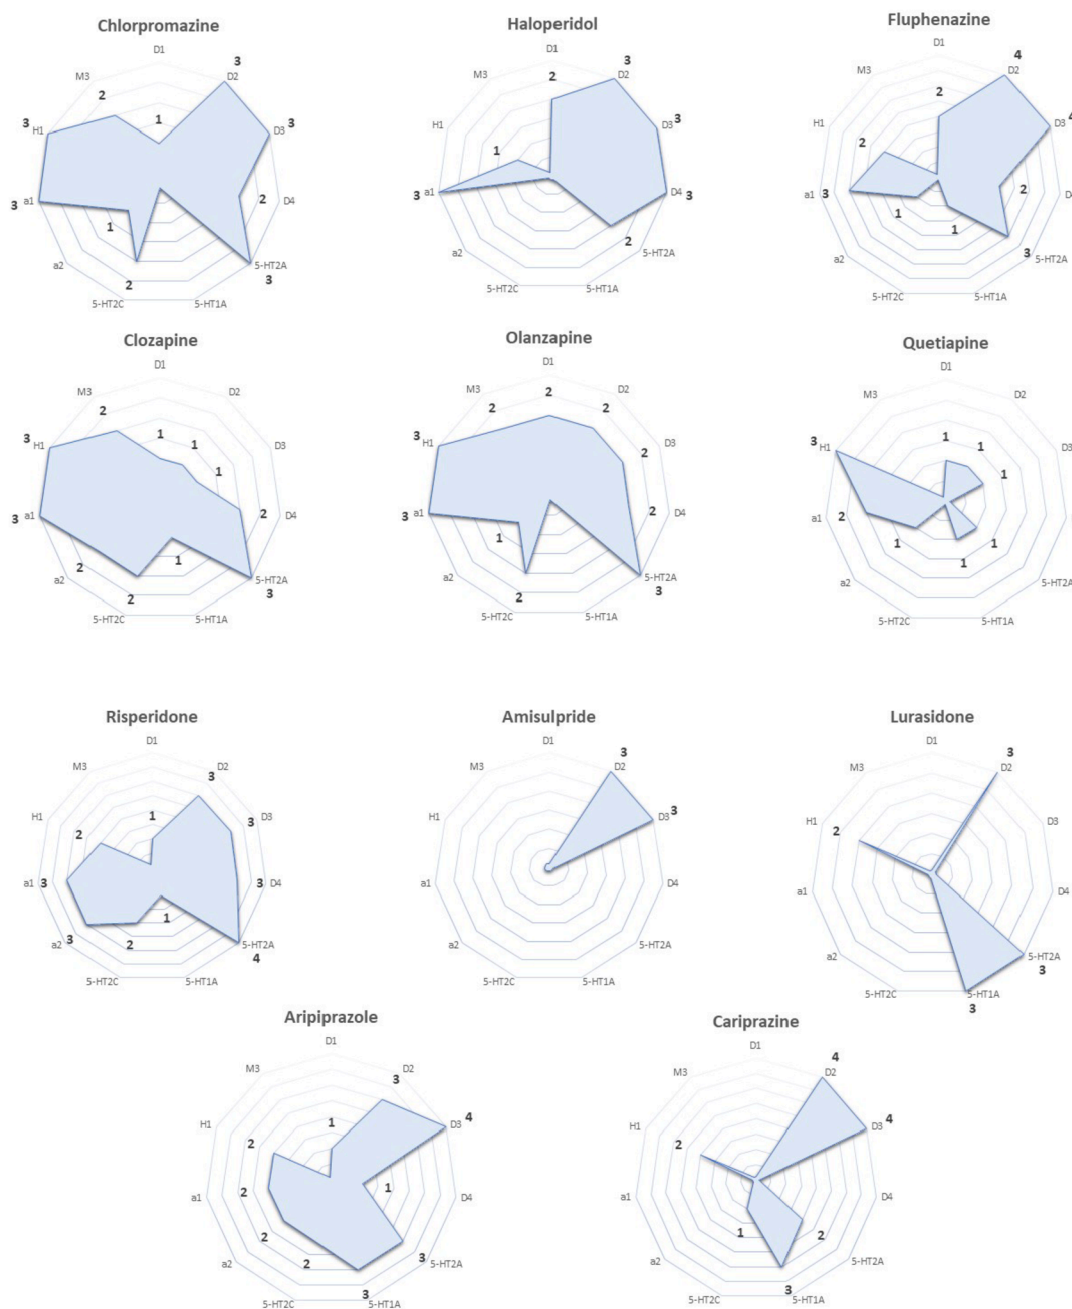 Chlorpromazine
D1
3
D2
M3
2
1
3
H1
D3
3
a1
3
2
D4
1
a2
2
5-HT2A
3
5-HT2C
5-HT1A
Haloperidol
D1
3
D2
M3
2
H1
D3
3
1
a1
3
D4
3
a2
2
5-HT2A
5-HT2C
5-HT1A
Fluphenazine
D1
4
D2
M3
2
H1
D3
4
2
a1
3
2
D
1
1
a2
3
5-HT2A
5-HT2C
5-HT1A
Clozapine
D1
M3
D2
2
1
1
3
H1
D3
1
a1
3
2
D4
2
1
a2
2
5-HT2A
3
5-HT2C
5-HT1A
Olanzapine
D1
M3
D2
2
2
2
3
H1
D3
2
a1
3
2
D4
1
a2
2
5-HT2A
3
5-HT2C
5-HT1A
Quetiapine
D1
M3
D2
1
1
3
H1
D3
1
a1
2
1
1
1
a2
5-HT2A
5-HT2C
5-HT1A
Risperidone
D1
M3
D2
3
1
H1
D3
3
2
a1
3
3
D4
a2
3
2
1
5-HT2A
4
5-HT2C
5-HT1A
Amisulpride
D1
3
D2
M3
H1
D3
3
a1
D4
a2
5-HT2A
5-HT2C
5-HT1A
Lurasidone
D1
3
D2
M3
H1
D3
2
a1
D4
a2
5-HT2A
3
5-HT2C
5-HT1A
3
Aripiprazole
D1
M3
D2
3
1
H1
D3
4
2
a1
2
1
D4
a2
2
2
3
5-HT2A
5-HT2C
5-HT1A
3
Cariprazine
D1
4
D2
M3
H1
D3
4
2
a1
D4
a2
1
2
5-HT2A
3
5-HT2C
5-HT1A